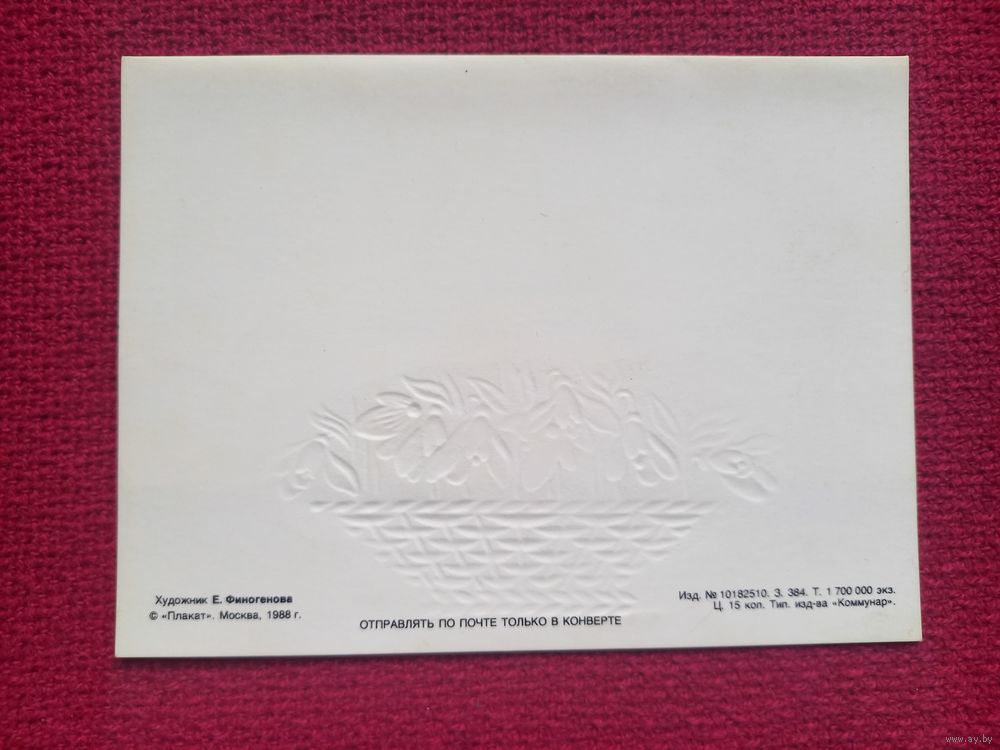 Художник Е. Финогенова
© «Плакат». Москва, 1988 г.
ОТПРАВЛЯТЬ ПО ПОЧТЕ ТОЛЬКО В КОНВЕРТЕ
Изд. № 10182510. З. 384. Т. 1 700 000 экз.
Ц. 15 коп. Тип. изд-ва «Коммунар».
www.ay.by